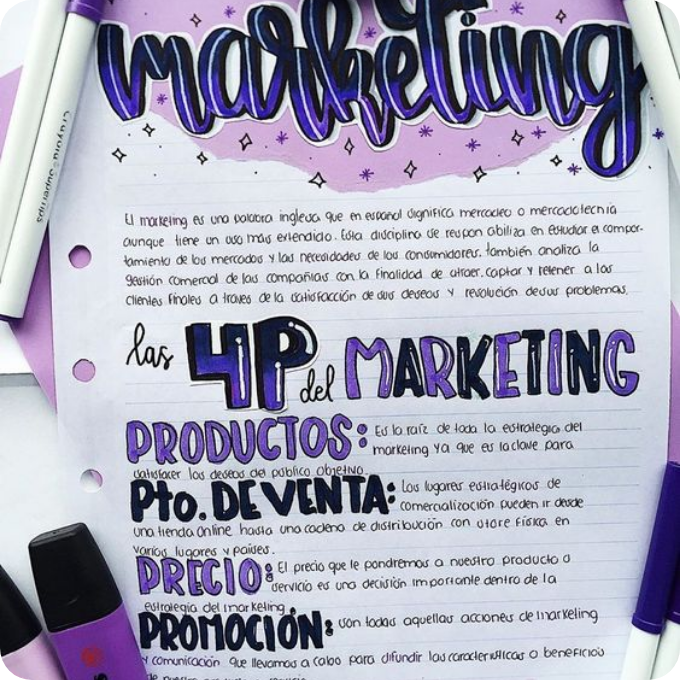 marketing
Crayola SuperTips
El marketing es una palabra inglesa que en español significa mercadeo o mercadotecnia
aunque tiene un uso más extendido. Esta disciplina se respon abiliza en estudiar el compor-
tamiento de los mercados y las necesidades de los consumidores. también analiza la
gestión comercial de las compañías con la finalidad de atraer, captar y retener a los
clientes finales a través de la satisfacción de sus deseos y resolución desus problemas.
las 4P del MARKETING
PRODUCTOS: Es la raíz de toda la estrategia del
marketing ya que es la clave para
satisfacer los deseos del público objetivo.
Pto. DE VENTA: Los lugares estratégicos de
comercialización pueden ir desde
una tienda online hasta una cadena de distribución con store física en
varios lugares y países.
PRECIO: El precio que le pondremos a nuestro producto o
servicio es una decisión importante dentro de la
estrategia del marketing.
PROMOCIÓN: son todas aquellas acciones de marketing
y comunicación que llevamos a cabo para difundir las características o beneficios
de nuestro